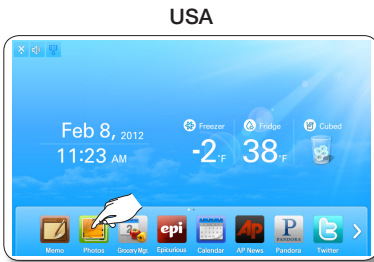 USA
Feb 8, 2012
11:23 AM
Freezer
-2°F
Fridge
38°F
Cubed
epi
AP
P
PANDORA
Memo
Photos
Grocery Mgr.
Epicurious
Calendar
AP News
Pandora
Twitter